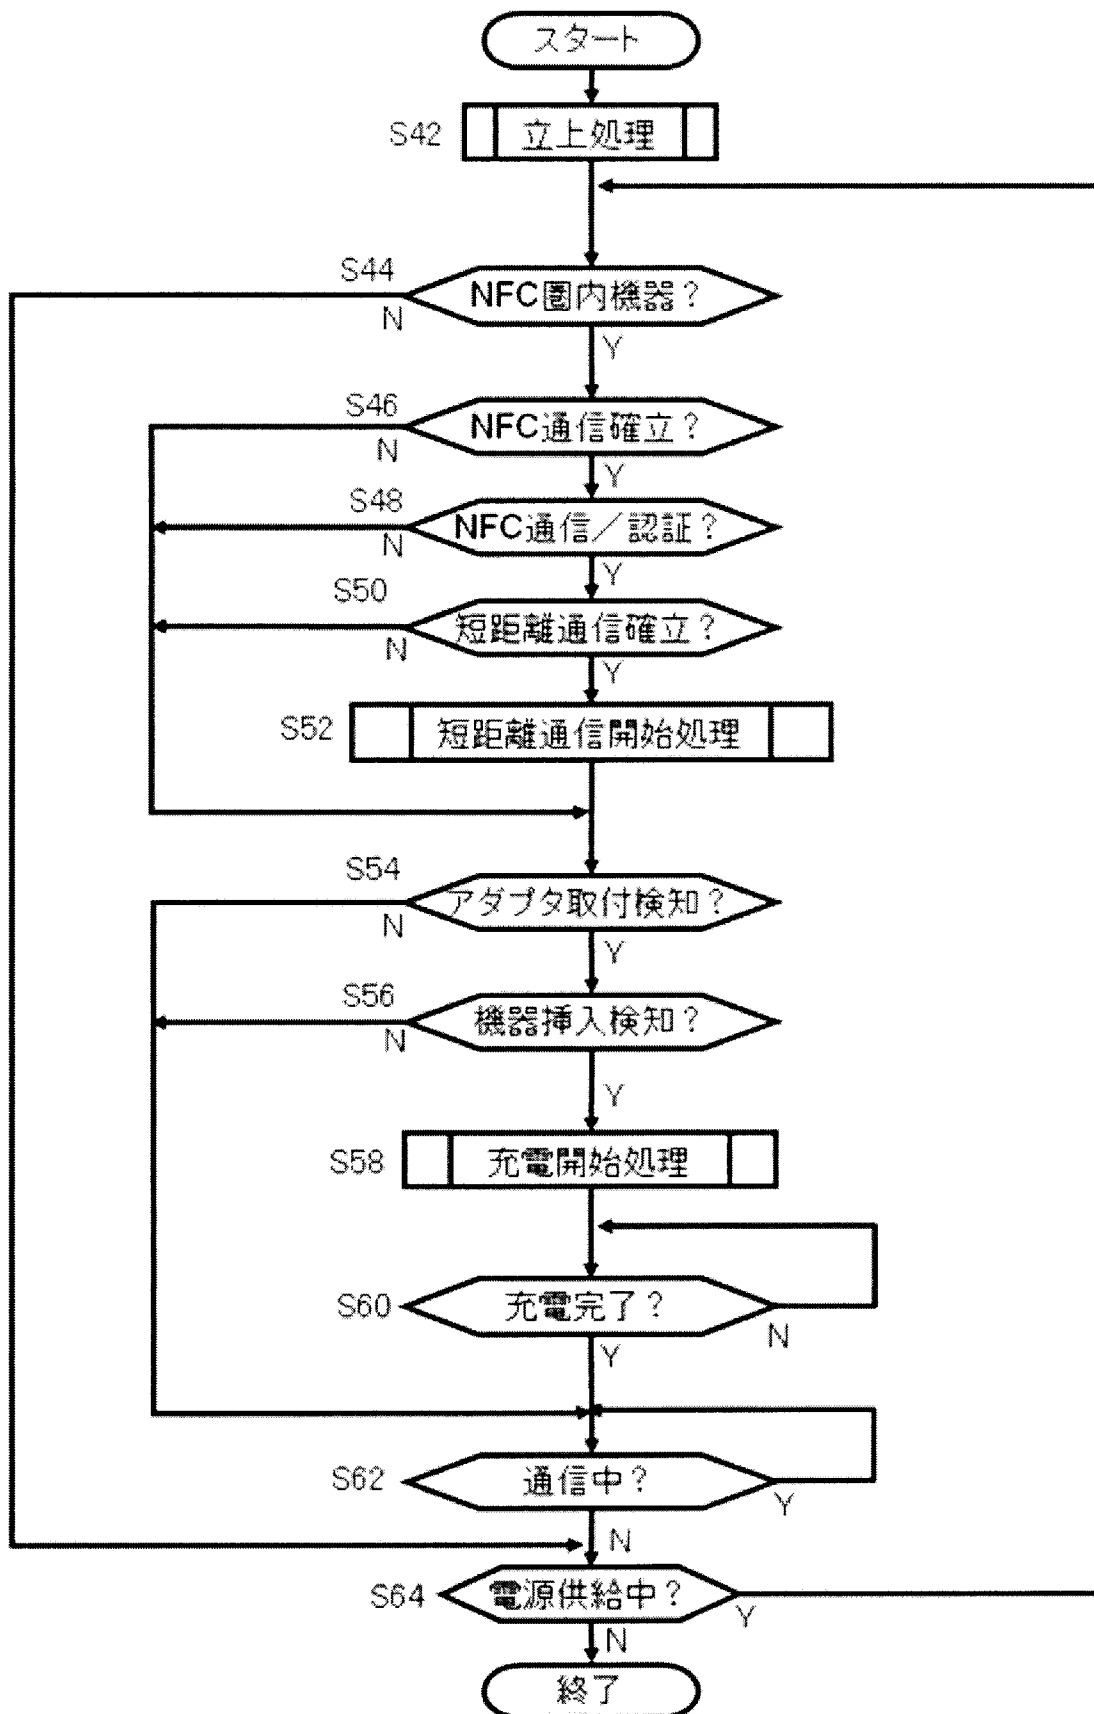 スタート
S42
立上処理
S44
NFC圏内機器？
N
Y
S46
NFC通信確立？
N
Y
S48
NFC通信／認証？
N
Y
S50
短距離通信確立？
N
Y
S52
短距離通信開始処理
S54
アダプタ取付検知？
N
Y
S56
機器挿入検知？
N
Y
S58
充電開始処理
S60
充電完了？
N
Y
S62
通信中？
Y
N
S64
電源供給中？
Y
N
終了